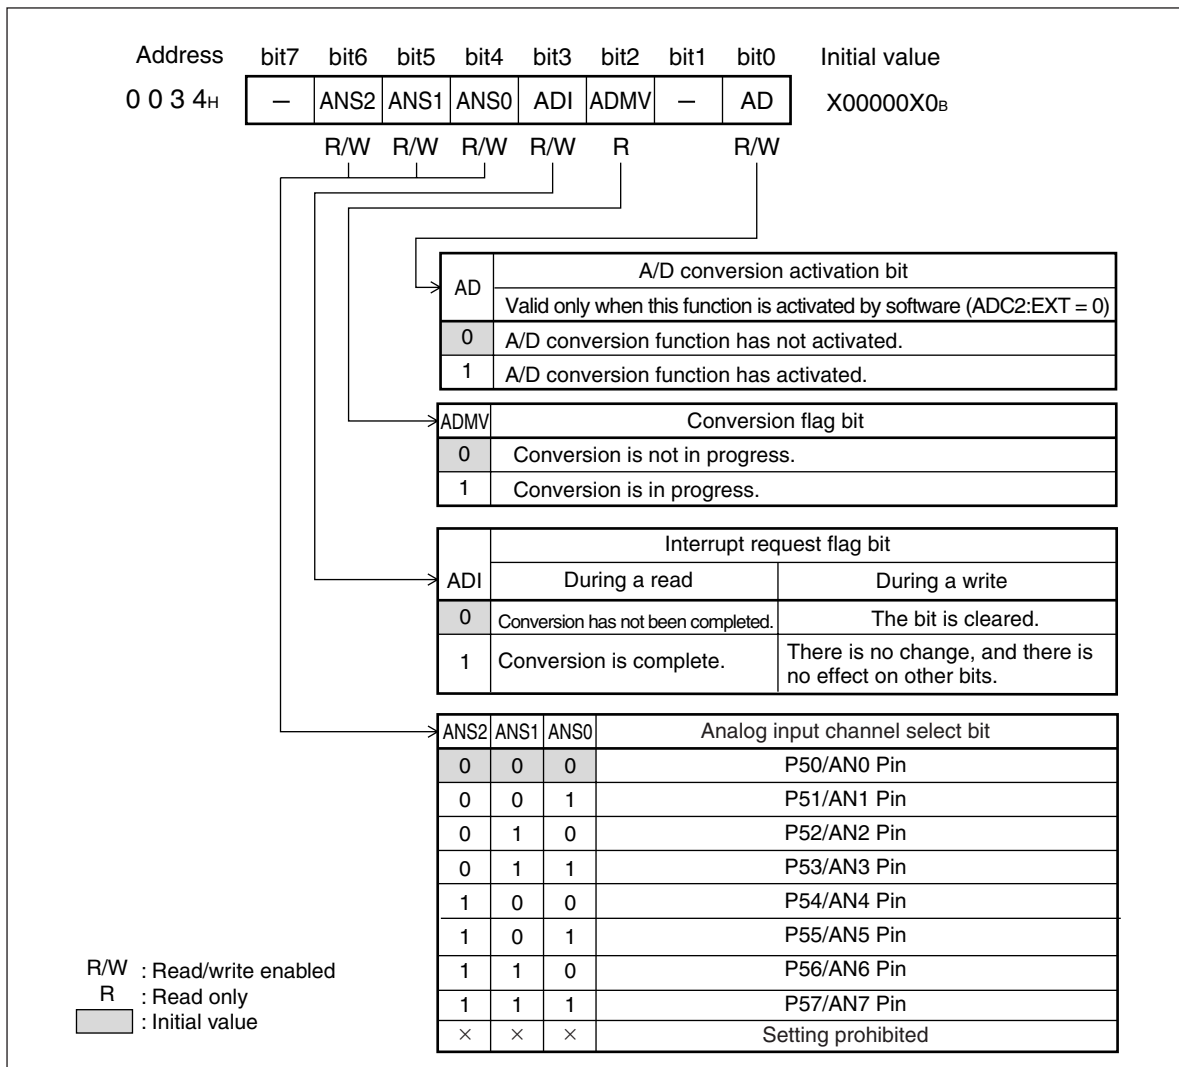 Address bit7 bit6 bit5 bit4 bit3 bit2 bit1 bit0 Initial value
0 0 3 4H — ANS2 ANS1 ANS0 ADI ADMV — AD X00000X0B
R/W R/W R/W R/W R R/W
AD A/D conversion activation bit
Valid only when this function is activated by software (ADC2:EXT = 0)
0 A/D conversion function has not activated.
1 A/D conversion function has activated.
ADMV Conversion flag bit
0 Conversion is not in progress.
1 Conversion is in progress.
Interrupt request flag bit
ADI During a read During a write
0 Conversion has not been completed. The bit is cleared.
1 Conversion is complete. There is no change, and there is
no effect on other bits.
ANS2 ANS1 ANS0 Analog input channel select bit
0 0 0 P50/AN0 Pin
0 0 1 P51/AN1 Pin
0 1 0 P52/AN2 Pin
0 1 1 P53/AN3 Pin
1 0 0 P54/AN4 Pin
1 0 1 P55/AN5 Pin
1 1 0 P56/AN6 Pin
1 1 1 P57/AN7 Pin
× × × Setting prohibited
R/W : Read/write enabled
R : Read only
: Initial value